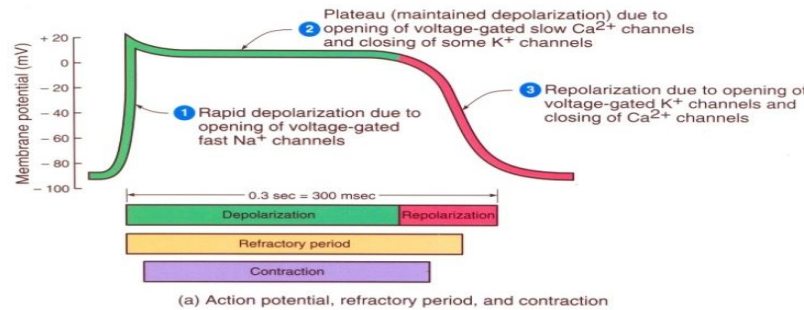 Plateau (maintained depolarization) due to
2 opening of voltage-gated slow Ca2+ channels
and closing of some K+ channels
+ 20
0
− 20
− 40
− 60
− 80
− 100
Membrane potential (mV)
1 Rapid depolarization due to
opening of voltage-gated
fast Na+ channels
3 Repolarization due to opening of
voltage-gated K+ channels and
closing of Ca2+ channels
0.3 sec = 300 msec
Depolarization Repolarization
Refractory period
Contraction
(a) Action potential, refractory period, and contraction